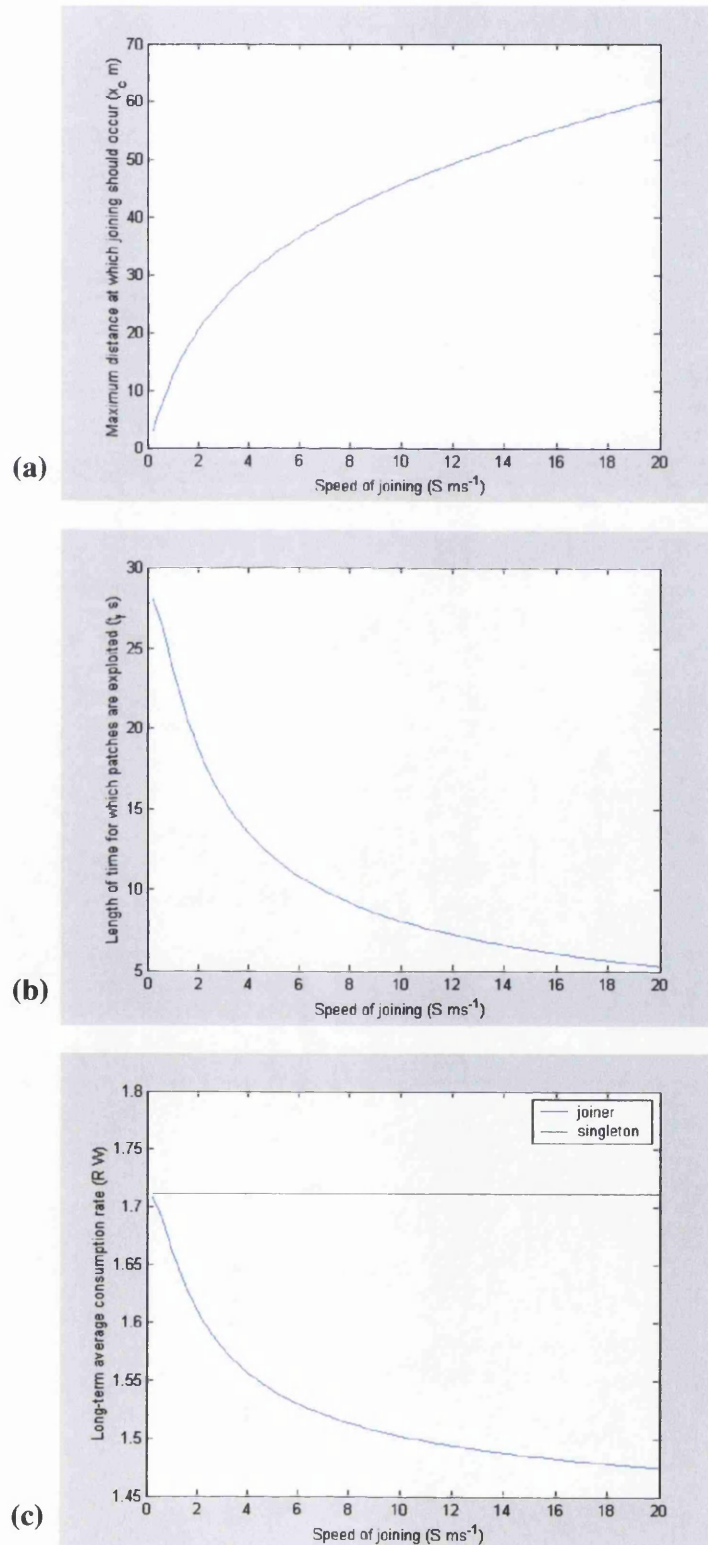 Maximum distance at which joining should occur (x_c m)
70
60
50
40
30
20
10
0
0 2 4 6 8 10 12 14 16 18 20
Speed of joining (S ms⁻¹)
(a)
Length of time for which patches are exploited (t_f s)
30
25
20
15
10
5
0 2 4 6 8 10 12 14 16 18 20
Speed of joining (S ms⁻¹)
(b)
Long-term average consumption rate (R W)
1.8
1.75
1.7
1.65
1.6
1.55
1.5
1.45
joiner
singleton
0 2 4 6 8 10 12 14 16 18 20
Speed of joining (S ms⁻¹)
(c)